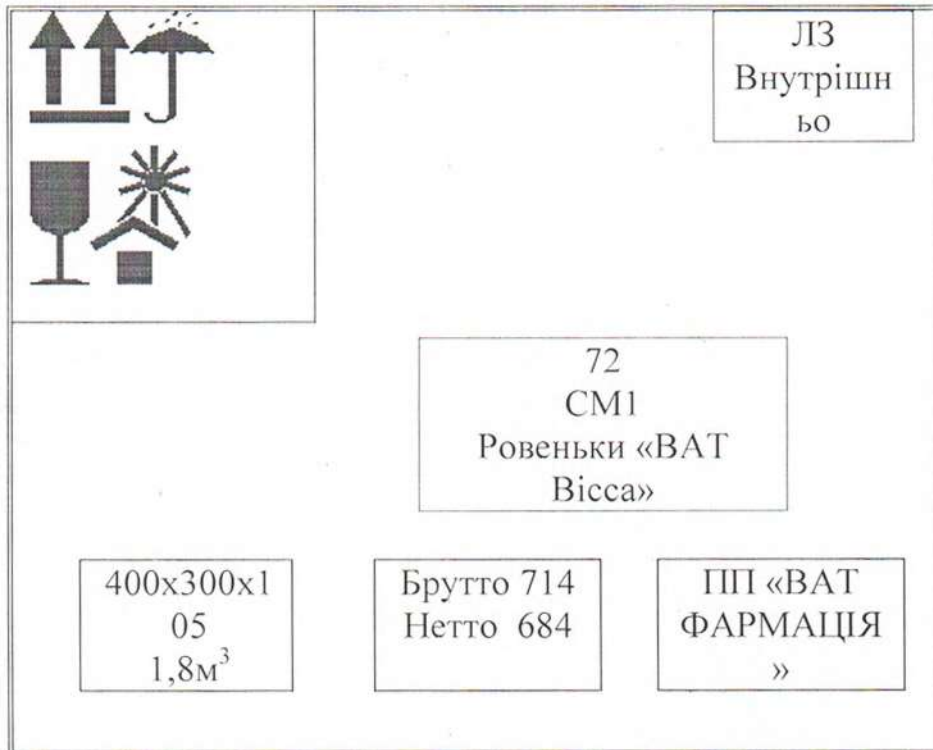 ЛЗ
Внутрішн
ьо
72
СМ1
Ровеньки «ВАТ
Вісса»
400х300х1
05
1,8м³
Брутто 714
Нетто 684
ПП «ВАТ
ФАРМАЦІЯ
»